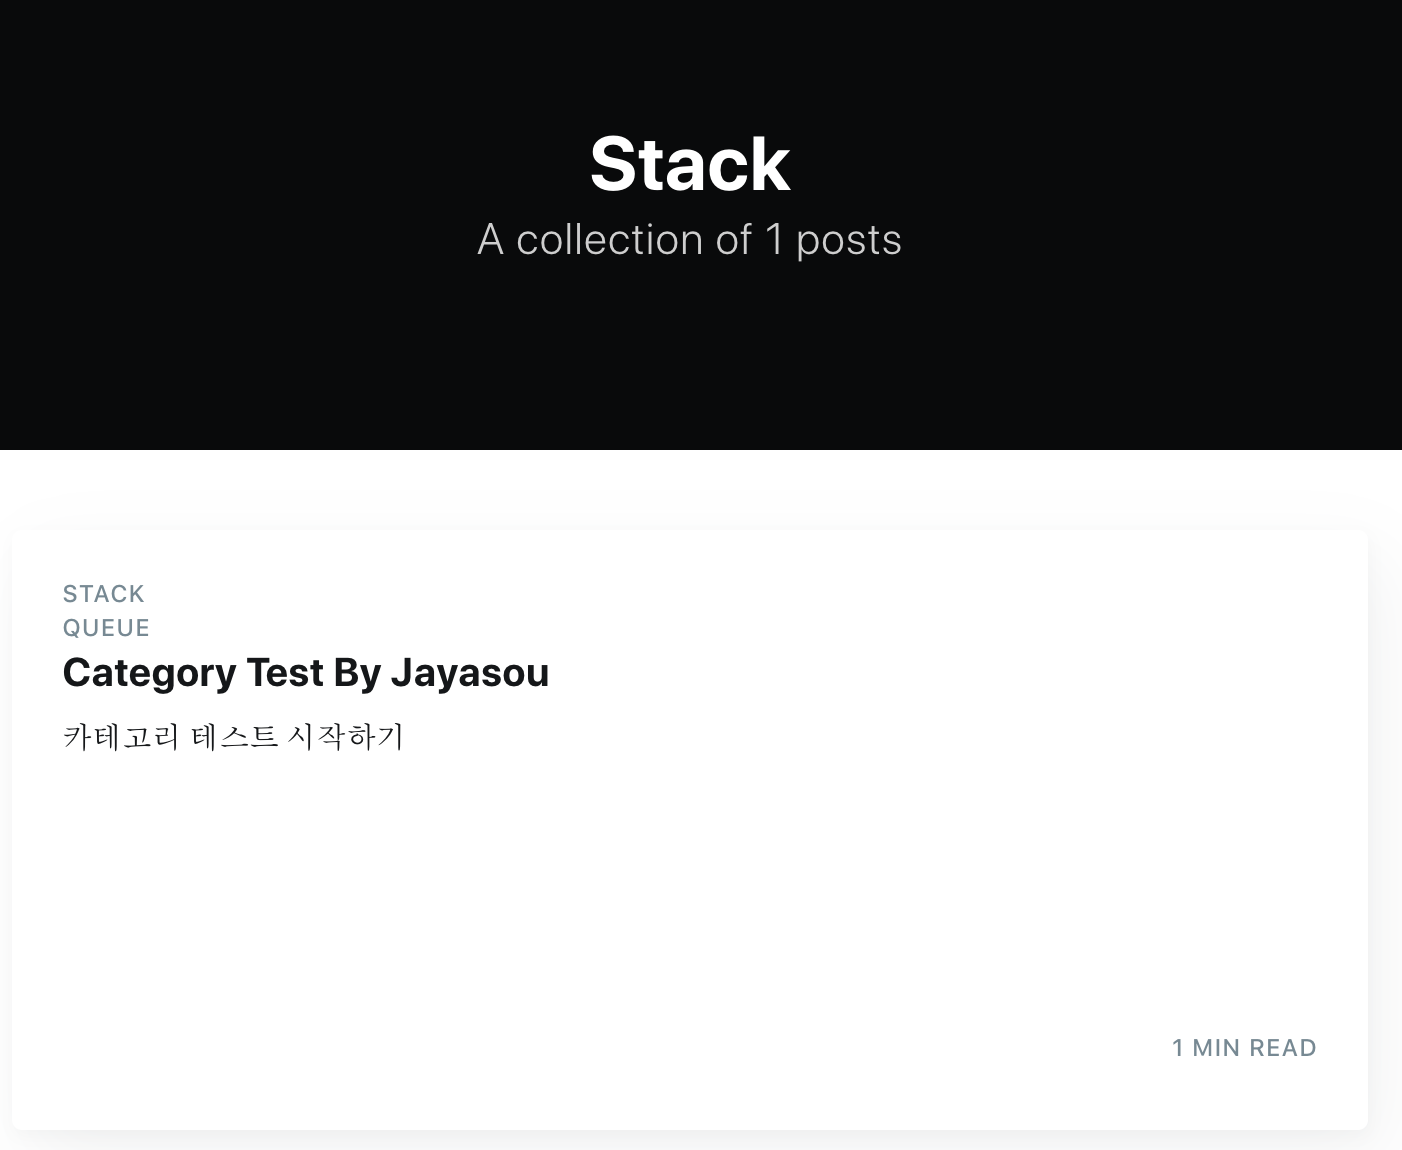 Stack
A collection of 1 posts
STACK
QUEUE
Category Test By Jayasou
카테고리 테스트 시작하기
1 MIN READ